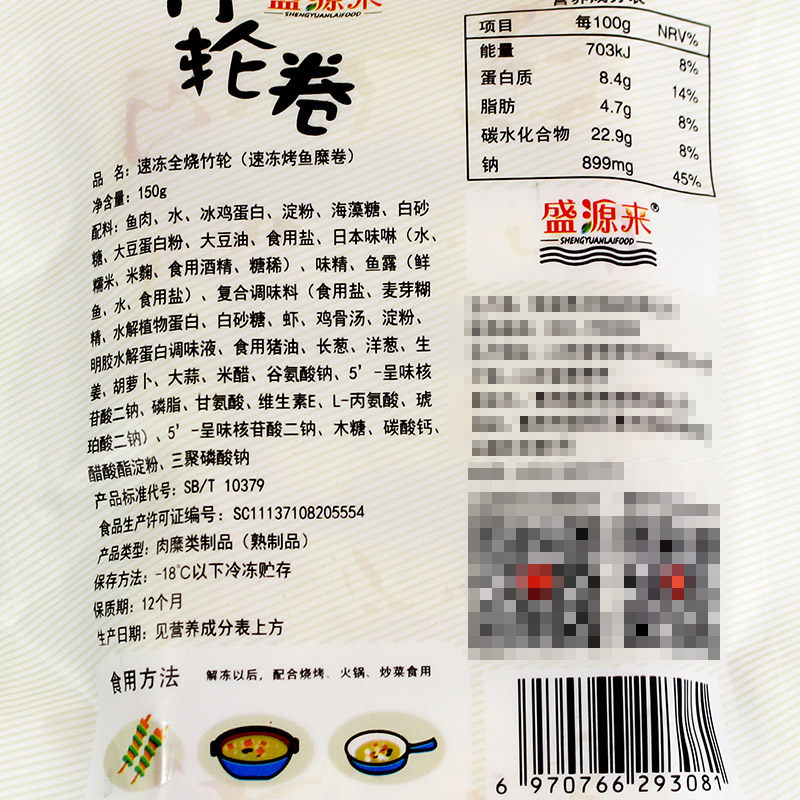 盛源来
SHENGYUANLAIFOOD
轮卷
品 名：速冻全烧竹轮（速冻烤鱼糜卷）
净含量：150g
配料：鱼肉、水、冰鸡蛋白、淀粉、海藻糖、白砂
糖、大豆蛋白粉、大豆油、食用盐、日本味啉（水、
糯米、米麴、食用酒精、糖稀）、味精、鱼露（鲜
鱼、水、食用盐）、复合调味料（食用盐、麦芽糊
精、水解植物蛋白、白砂糖、虾、鸡骨汤、淀粉、
明胶水解蛋白调味液、食用猪油、长葱、洋葱、生
姜、胡萝卜、大蒜、米醋、谷氨酸钠、5'-呈味核
苷酸二钠、磷脂、甘氨酸、维生素E、L-丙氨酸、琥
珀酸二钠）、5'-呈味核苷酸二钠、木糖、碳酸钙、
醋酸酯淀粉、三聚磷酸钠
产品标准代号：SB/T 10379
食品生产许可证编号：SC11137108205554
产品类型：肉糜类制品（熟制品）
保存方法：-18℃以下冷冻贮存
保质期：12个月
生产日期：见营养成分表上方
食用方法 解冻以后，配合烧烤、火锅、炒菜食用
营养成分表
项目 每100g NRV%
能量 703kJ 8%
蛋白质 8.4g 14%
脂肪 4.7g 8%
碳水化合物 22.9g 8%
钠 899mg 45%
盛源来®
SHENGYUANLAIFOOD
6 970766 293081